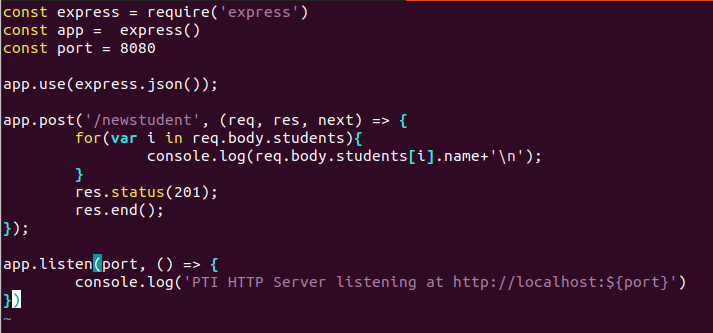 const express = require('express')
const app =  express()
const port = 8080

app.use(express.json());

app.post('/newstudent', (req, res, next) => {
        for(var i in req.body.students){
                console.log(req.body.students[i].name+'\n');
        }
        res.status(201);
        res.end();
});

app.listen(port, () => {
        console.log('PTI HTTP Server listening at http://localhost:${port}')
})
~